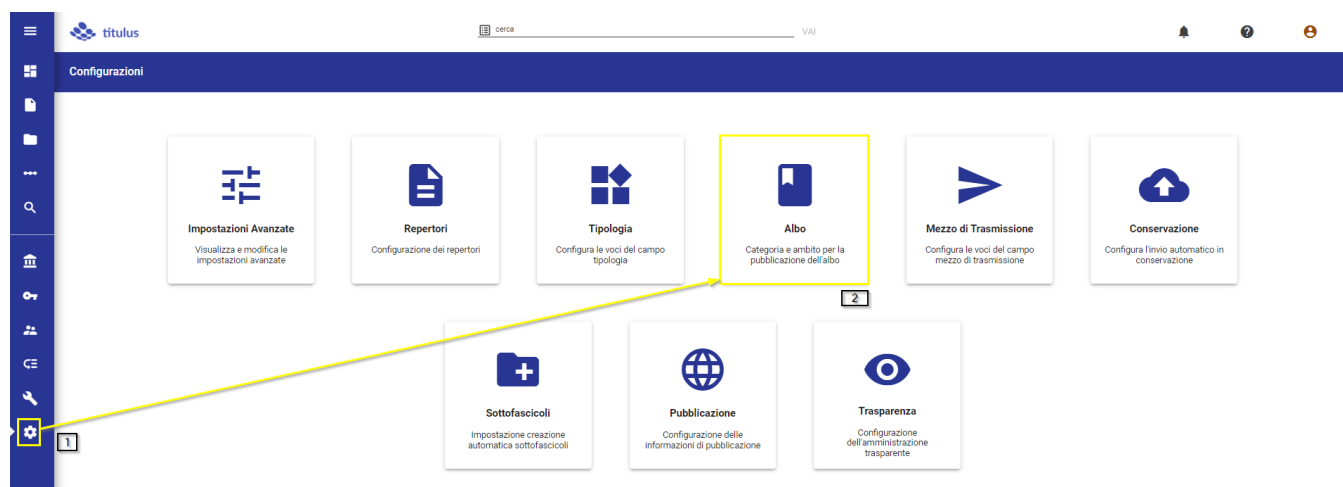 titulus
cerca
VAI
Configurazioni
Impostazioni Avanzate
Visualizza e modifica le
impostazioni avanzate
Repertori
Configurazione dei repertori
Tipologia
Configura le voci del campo
tipologia
Albo
Categoria e ambito per la
pubblicazione dell'albo
Mezzo di Trasmissione
Configura le voci del campo
mezzo di trasmissione
Conservazione
Configura l'invio automatico in
conservazione
2
Sottofascicoli
Impostazione creazione
automatica sottofascicoli
Pubblicazione
Configurazione delle
informazioni di pubblicazione
Trasparenza
Configurazione
dell'amministrazione
trasparente
1